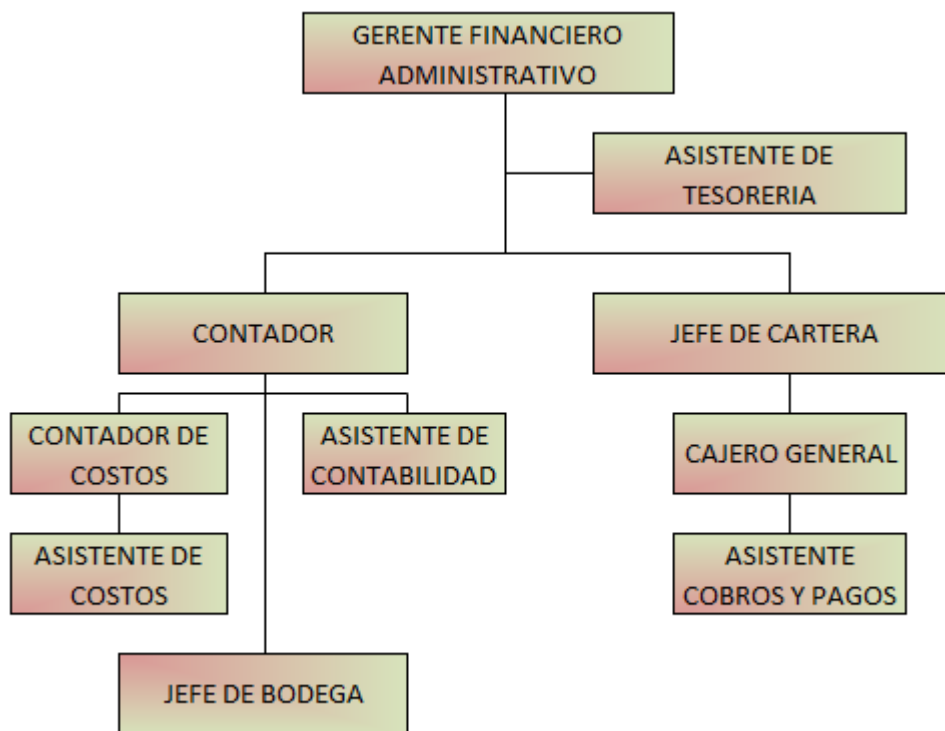 GERENTE FINANCIERO
ADMINISTRATIVO
ASISTENTE DE
TESORERIA
CONTADOR
JEFE DE CARTERA
CONTADOR DE
COSTOS
ASISTENTE DE
CONTABILIDAD
CAJERO GENERAL
ASISTENTE DE
COSTOS
ASISTENTE
COBROS Y PAGOS
JEFE DE BODEGA